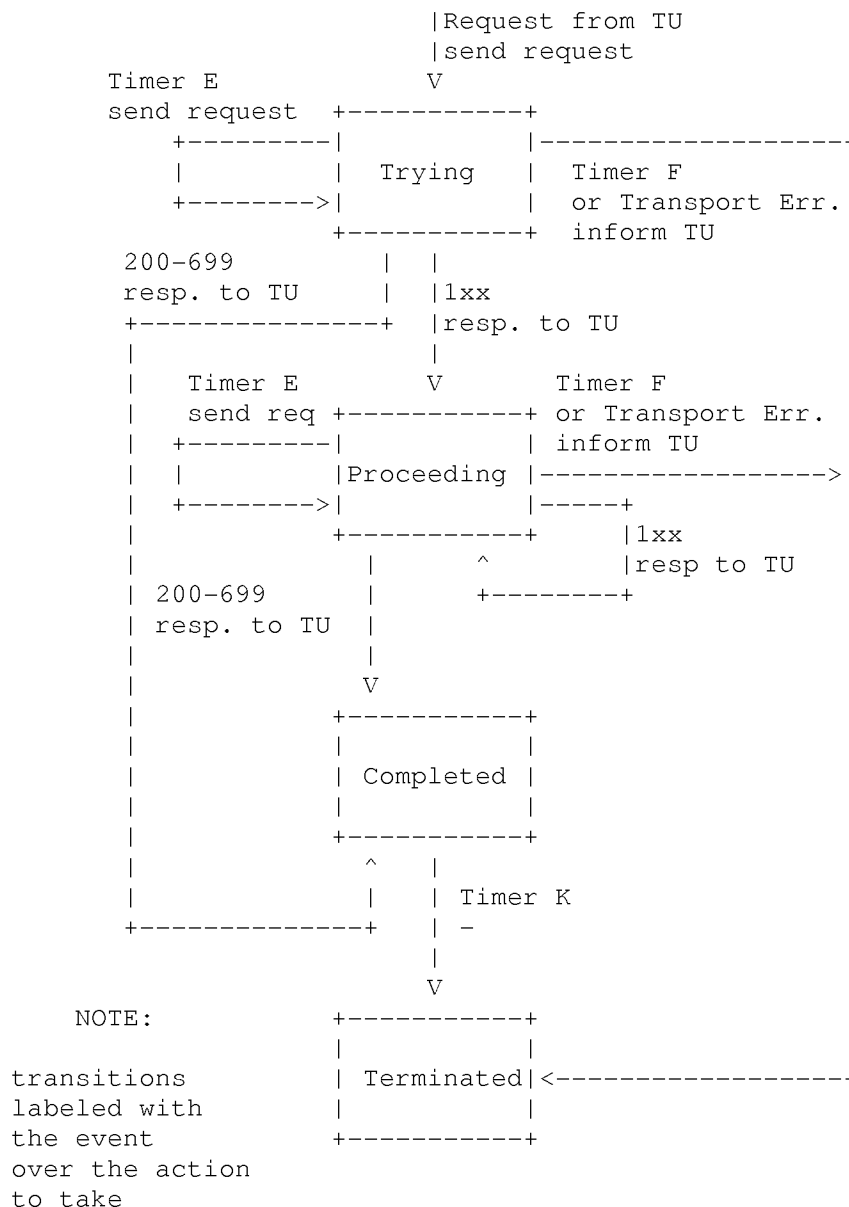 Request from TU
send request
Timer E
send request
Trying
Timer F
or Transport Err.
inform TU
200-699
resp. to TU
1xx
resp. to TU
Timer E
send req
Timer F
or Transport Err.
inform TU
Proceeding
1xx
resp to TU
200-699
resp. to TU
Completed
Timer K
-
NOTE:
Terminated
transitions
labeled with
the event
over the action
to take